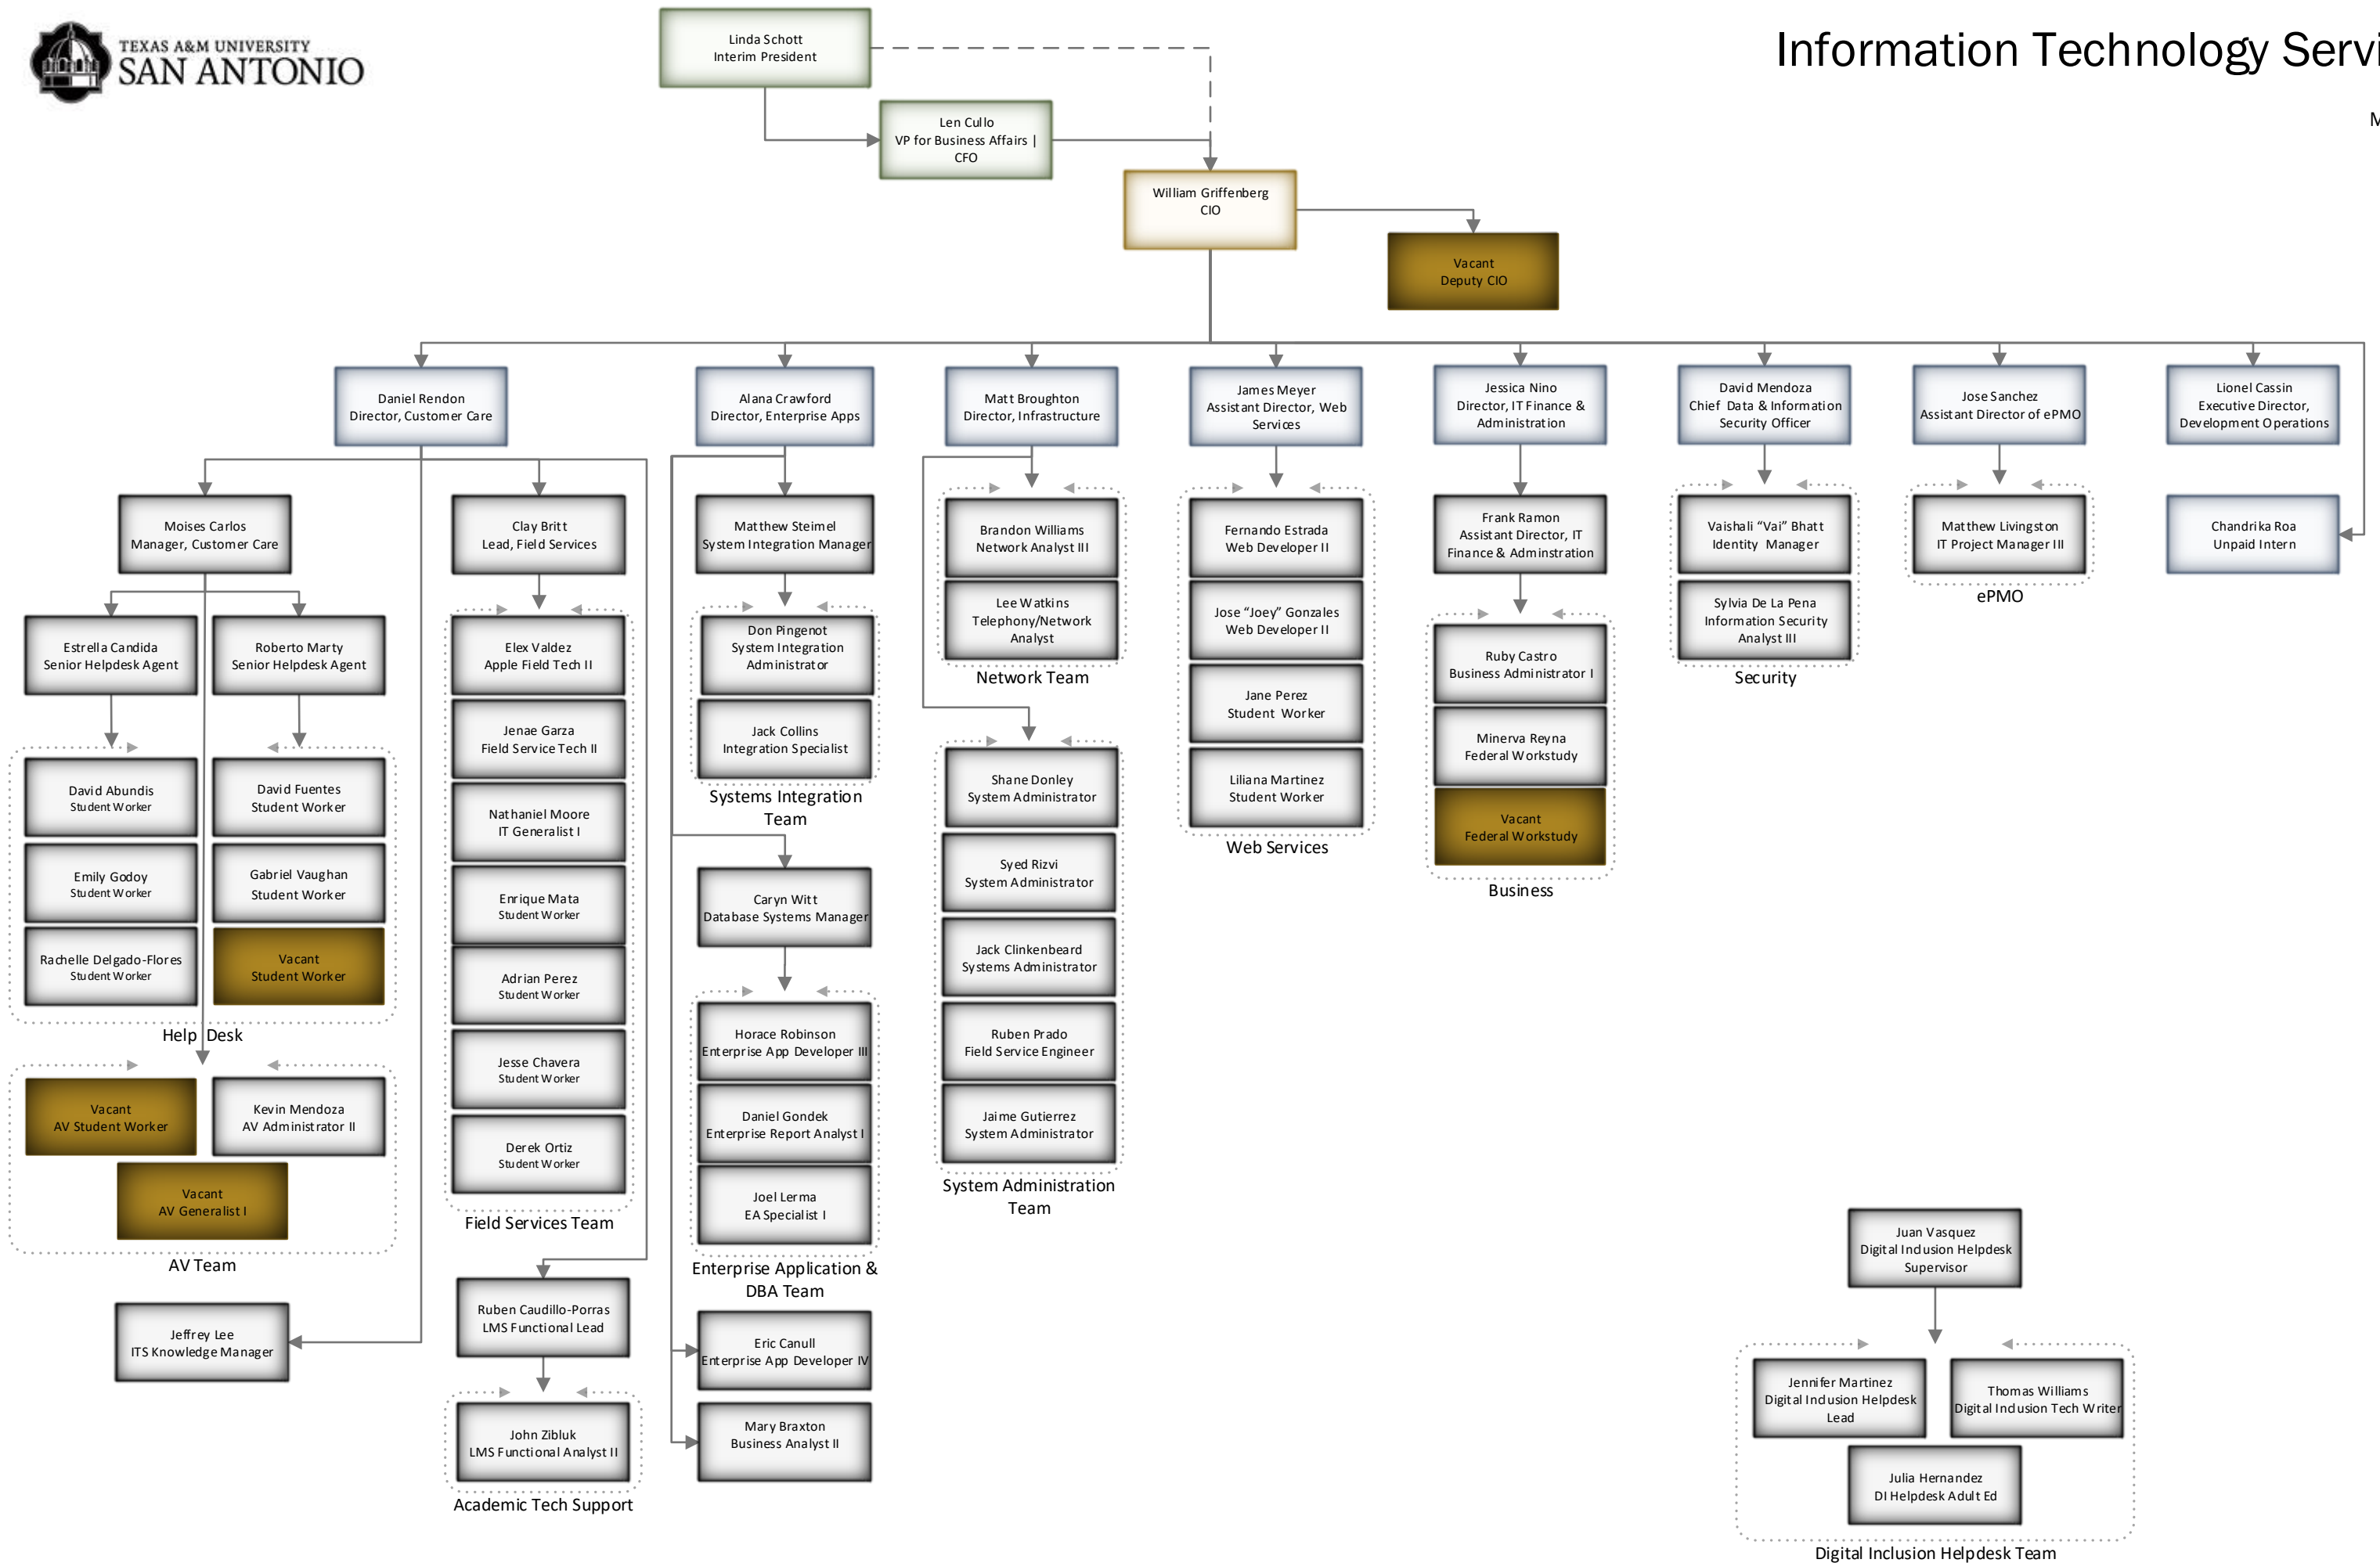 TEXAS A&M UNIVERSITY
SAN ANTONIO
Information Technology Servi
M
Linda Schott
Interim President
Len Cullo
VP for Business Affairs |
CFO
William Griffenberg
CIO
Vacant
Deputy CIO
Daniel Rendon
Director, Customer Care
Alana Crawford
Director, Enterprise Apps
Matt Broughton
Director, Infrastructure
James Meyer
Assistant Director, Web
Services
Jessica Nino
Director, IT Finance &
Administration
David Mendoza
Chief Data & Information
Security Officer
Jose Sanchez
Assistant Director of ePMO
Lionel Cassin
Executive Director,
Development Operations
Chandrika Roa
Unpaid Intern
Moises Carlos
Manager, Customer Care
Estrella Candida
Senior Helpdesk Agent
Roberto Marty
Senior Helpdesk Agent
David Abundis
Student Worker
David Fuentes
Student Worker
Emily Godoy
Student Worker
Gabriel Vaughan
Student Worker
Rachelle Delgado-Flores
Student Worker
Vacant
Student Worker
Help Desk
Vacant
AV Student Worker
Kevin Mendoza
AV Administrator II
Vacant
AV Generalist I
AV Team
Jeffrey Lee
ITS Knowledge Manager
Clay Britt
Lead, Field Services
Elex Valdez
Apple Field Tech II
Jenae Garza
Field Service Tech II
Nathaniel Moore
IT Generalist I
Enrique Mata
Student Worker
Adrian Perez
Student Worker
Jesse Chavera
Student Worker
Derek Ortiz
Student Worker
Field Services Team
Ruben Caudillo-Porras
LMS Functional Lead
John Zibluk
LMS Functional Analyst II
Academic Tech Support
Matthew Steimel
System Integration Manager
Don Pingenot
System Integration
Administrator
Jack Collins
Integration Specialist
Systems Integration
Team
Caryn Witt
Database Systems Manager
Horace Robinson
Enterprise App Developer III
Daniel Gondek
Enterprise Report Analyst I
Joel Lerma
EA Specialist I
Enterprise Application &
DBA Team
Eric Canull
Enterprise App Developer IV
Mary Braxton
Business Analyst II
Brandon Williams
Network Analyst III
Lee Watkins
Telephony/Network
Analyst
Network Team
Shane Donley
System Administrator
Syed Rizvi
System Administrator
Jack Clinkenbeard
Systems Administrator
Ruben Prado
Field Service Engineer
Jaime Gutierrez
System Administrator
System Administration
Team
Fernando Estrada
Web Developer II
Jose “Joey” Gonzales
Web Developer II
Jane Perez
Student Worker
Liliana Martinez
Student Worker
Web Services
Frank Ramon
Assistant Director, IT
Finance & Adminstration
Ruby Castro
Business Administrator I
Minerva Reyna
Federal Workstudy
Vacant
Federal Workstudy
Business
Vaishali “Vai” Bhatt
Identity Manager
Sylvia De La Pena
Information Security
Analyst III
Security
Matthew Livingston
IT Project Manager III
ePMO
Juan Vasquez
Digital Inclusion Helpdesk
Supervisor
Jennifer Martinez
Digital Inclusion Helpdesk
Lead
Thomas Williams
Digital Inclusion Tech Writer
Julia Hernandez
DI Helpdesk Adult Ed
Digital Inclusion Helpdesk Team